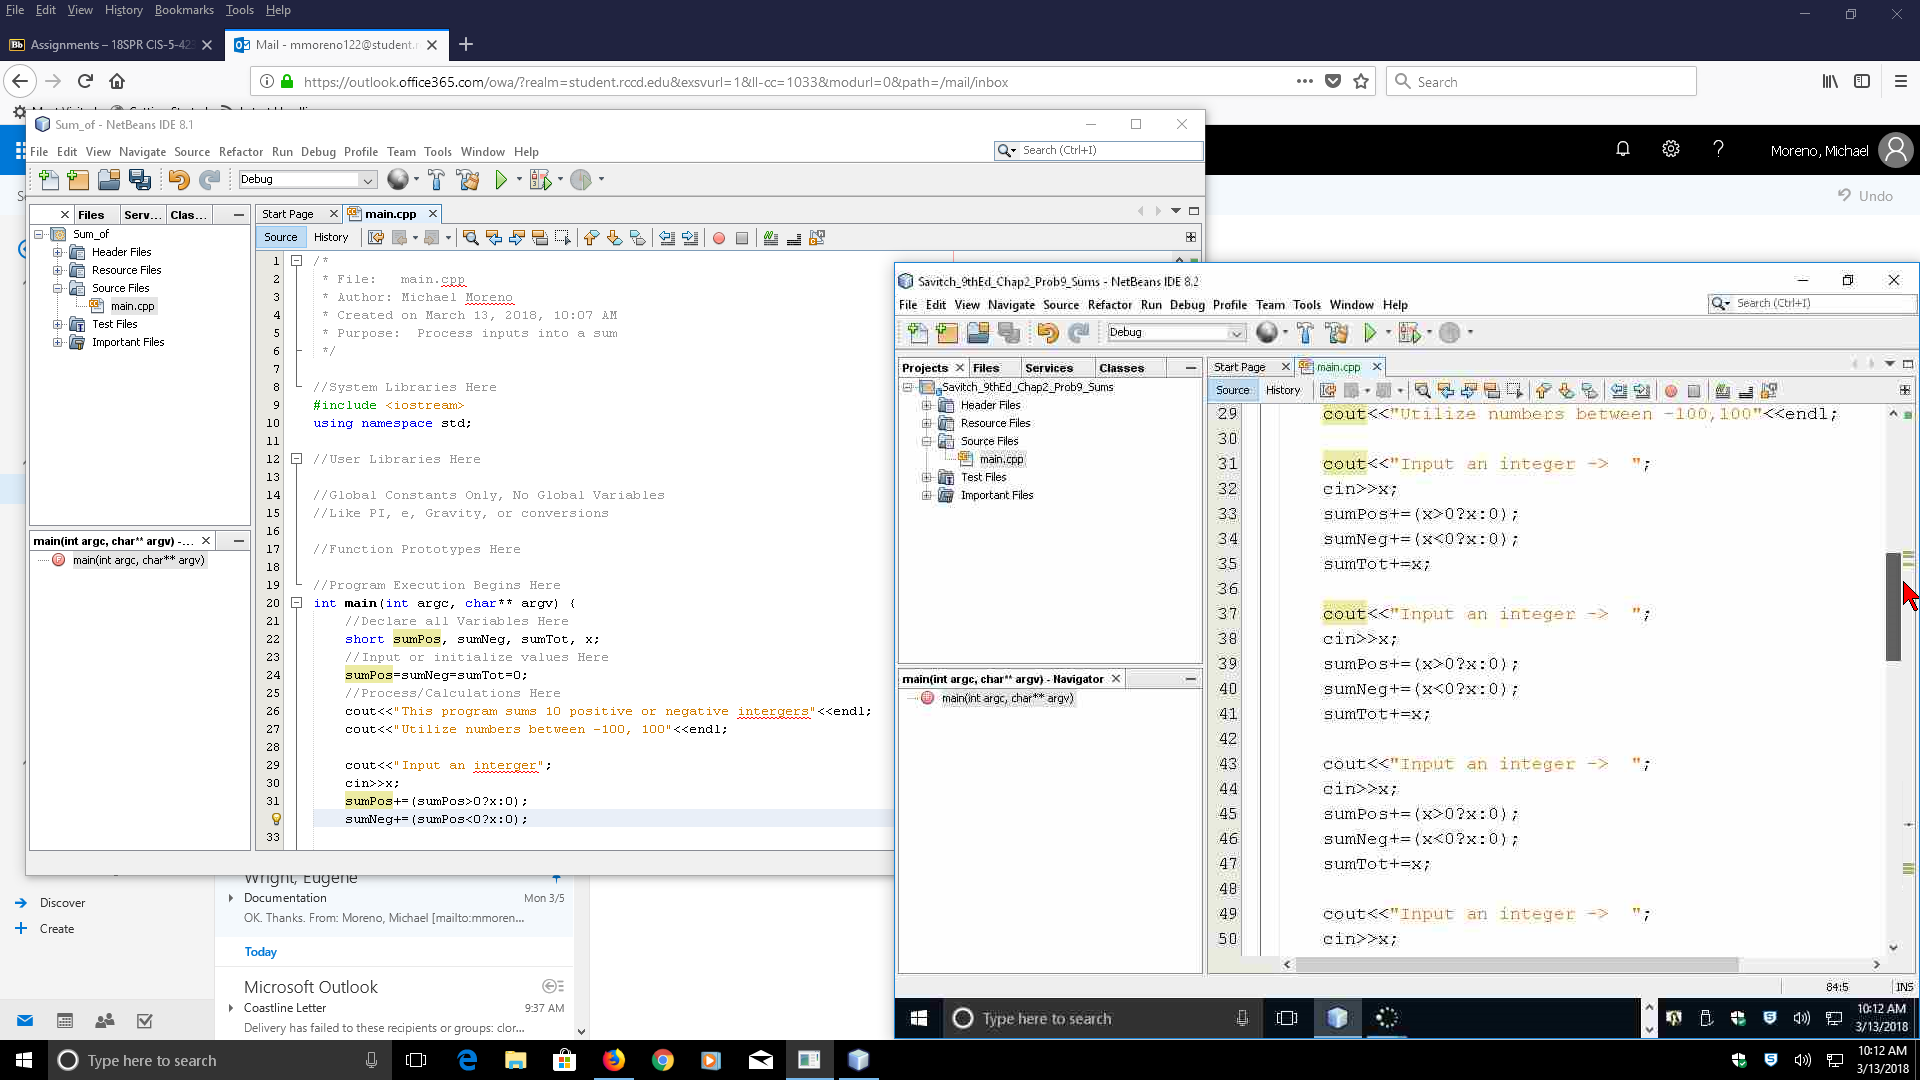 File Edit View History Bookmarks Tools Help
Assignments – 18SPR CIS-5-42
Mail - mmoreno122@student.
https://outlook.office365.com/owa/?realm=student.rccd.edu&exsvurl=1&ll-cc=1033&modurl=0&path=/mail/inbox
Search
Moreno, Michael
Undo
Sum_of - NetBeans IDE 8.1
File Edit View Navigate Source Refactor Run Debug Profile Team Tools Window Help
Search (Ctrl+I)
Debug
Files Serv... Clas...
Sum_of
Header Files
Resource Files
Source Files
main.cpp
Test Files
Important Files
main(int argc, char** argv) -...
main(int argc, char** argv)
Start Page main.cpp
Source History
1 /*
2 * File:   main.cpp
3 * Author: Michael Moreno
4 * Created on March 13, 2018, 10:07 AM
5 * Purpose:  Process inputs into a sum
6 */
7
8 //System Libraries Here
9 #include <iostream>
10 using namespace std;
11
12 //User Libraries Here
13
14 //Global Constants Only, No Global Variables
15 //Like PI, e, Gravity, or conversions
16
17 //Function Prototypes Here
18
19 //Program Execution Begins Here
20 int main(int argc, char** argv) {
21 //Declare all Variables Here
22 short sumPos, sumNeg, sumTot, x;
23 //Input or initialize values Here
24 sumPos=sumNeg=sumTot=0;
25 //Process/Calculations Here
26 cout<<"This program sums 10 positive or negative intergers"<<endl;
27 cout<<"Utilize numbers between -100, 100"<<endl;
28
29 cout<<"Input an interger";
30 cin>>x;
31 sumPos+=(sumPos>0?x:0);
sumNeg+=(sumPos<0?x:0);
33
Savitch_9thEd_Chap2_Prob9_Sums - NetBeans IDE 8.2
File Edit View Navigate Source Refactor Run Debug Profile Team Tools Window Help
Search (Ctrl+I)
Debug
Projects Files Services Classes
Savitch_9thEd_Chap2_Prob9_Sums
Header Files
Resource Files
Source Files
main.cpp
Test Files
Important Files
main(int argc, char** argv) - Navigator
main(int argc, char** argv)
Start Page main.cpp
Source History
29 cout<<"Utilize numbers between -100,100"<<endl;
30
31 cout<<"Input an integer ->  ";
32 cin>>x;
33 sumPos+=(x>0?x:0);
34 sumNeg+=(x<0?x:0);
35 sumTot+=x;
36
37 cout<<"Input an integer ->  ";
38 cin>>x;
39 sumPos+=(x>0?x:0);
40 sumNeg+=(x<0?x:0);
41 sumTot+=x;
42
43 cout<<"Input an integer ->  ";
44 cin>>x;
45 sumPos+=(x>0?x:0);
46 sumNeg+=(x<0?x:0);
47 sumTot+=x;
48
49 cout<<"Input an integer ->  ";
50 cin>>x;
84:5 INS
Type here to search
10:12 AM
3/13/2018
Discover
Create
Wright, Eugene
Documentation Mon 3/5
OK. Thanks. From: Moreno, Michael [mailto:mmoren...
Today
Microsoft Outlook
Coastline Letter 9:37 AM
Delivery has failed to these recipients or groups: clor...
Type here to search
10:12 AM
3/13/2018